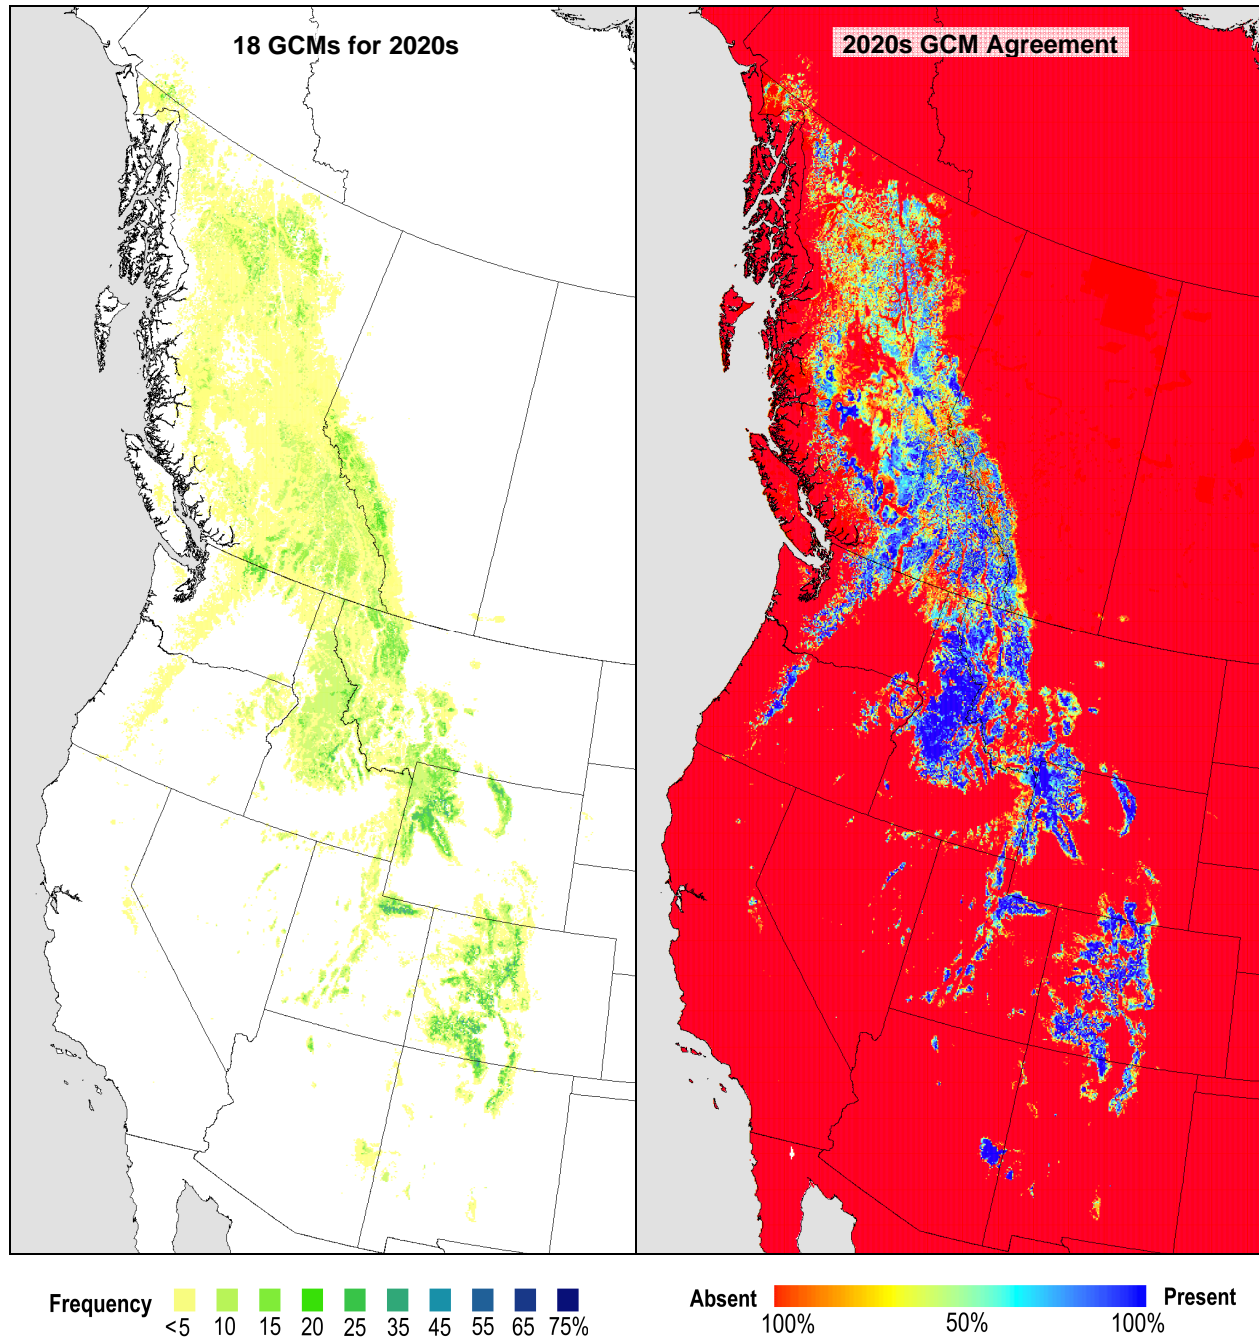 18 GCMs for 2020s
2020s GCM Agreement
Frequency
<5 10 15 20 25 35 45 55 65 75%
Absent Present
100% 50% 100%